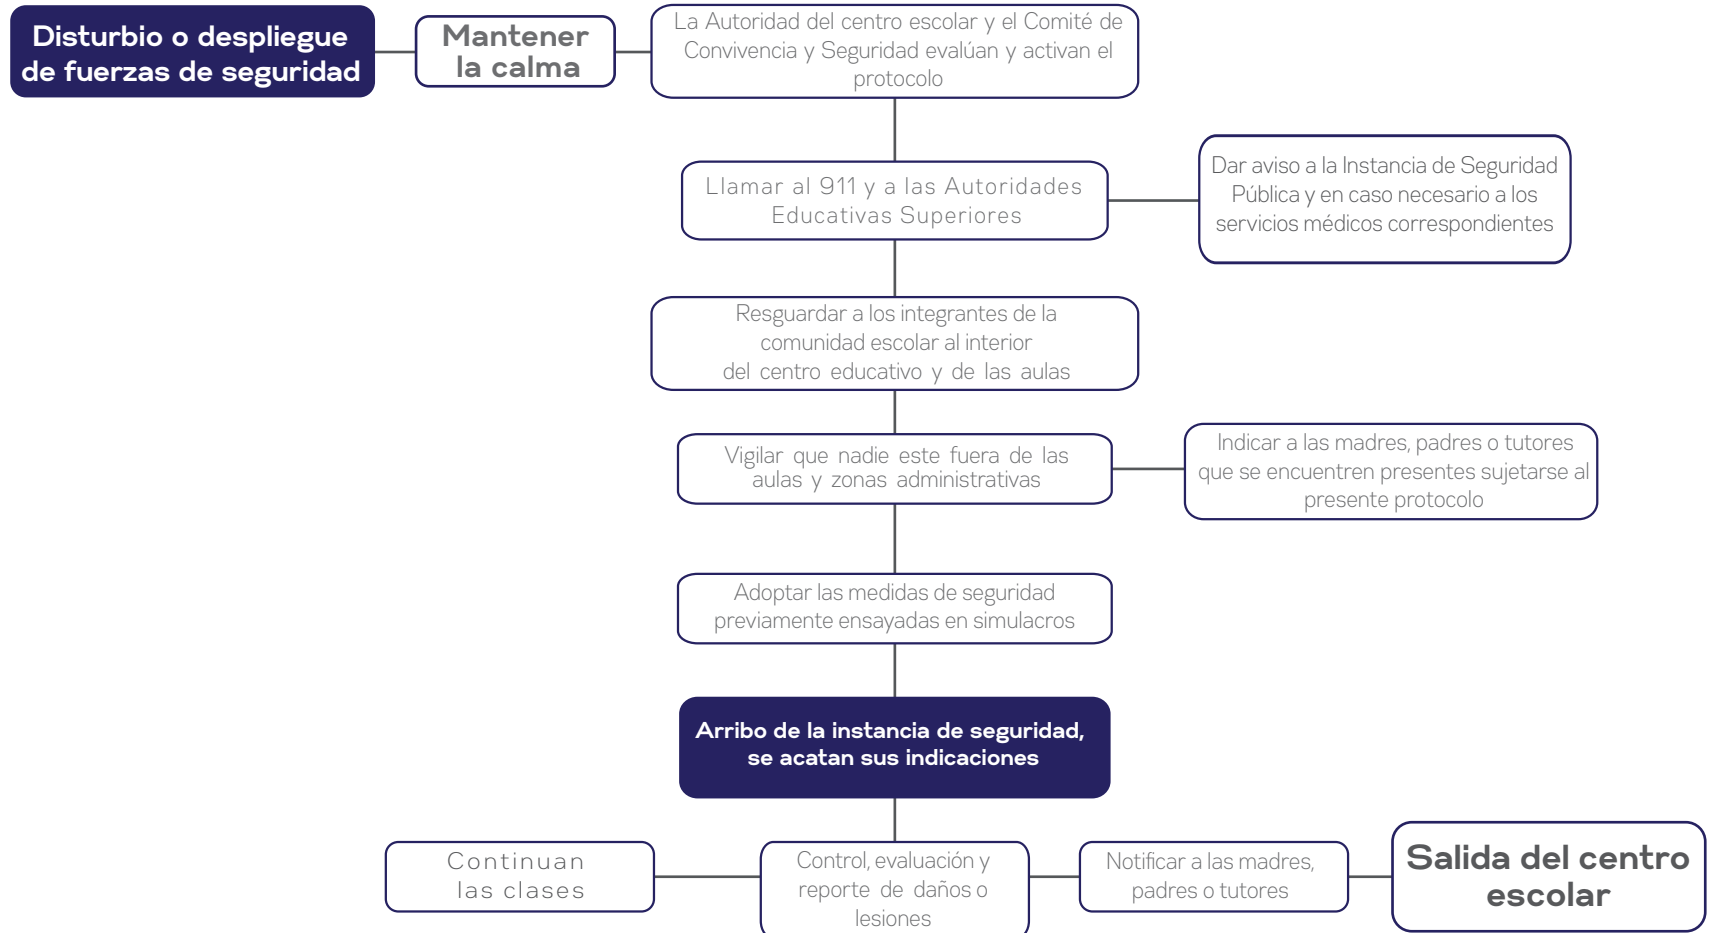 Disturbio o despliegue
de fuerzas de seguridad
Mantener
la calma
La Autoridad del centro escolar y el Comité de
Convivencia y Seguridad evalúan y activan el
protocolo
Llamar al 911 y a las Autoridades
Educativas Superiores
Dar aviso a la Instancia de Seguridad
Pública y en caso necesario a los
servicios médicos correspondientes
Resguardar a los integrantes de la
comunidad escolar al interior
del centro educativo y de las aulas
Vigilar que nadie este fuera de las
aulas y zonas administrativas
Indicar a las madres, padres o tutores
que se encuentren presentes sujetarse al
presente protocolo
Adoptar las medidas de seguridad
previamente ensayadas en simulacros
Arribo de la instancia de seguridad,
se acatan sus indicaciones
Continuan
las clases
Control, evaluación y
reporte de daños o
lesiones
Notificar a las madres,
padres o tutores
Salida del centro
escolar